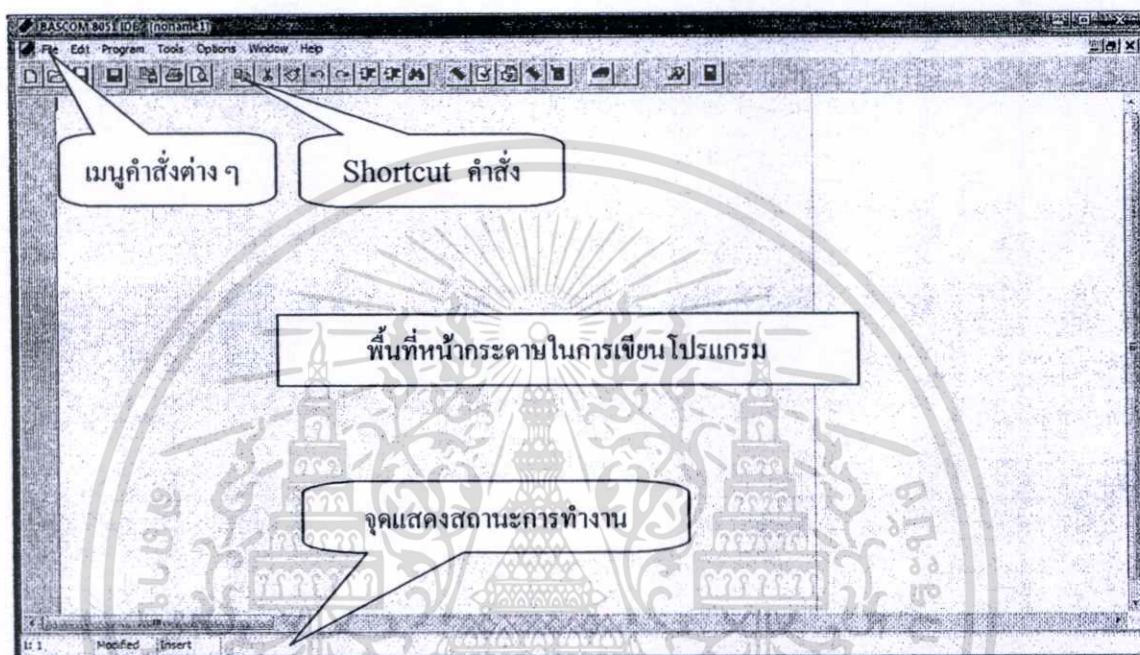 BASCOM 8051 IDE - [noname1]
File Edit Program Tools Options Window Help
เมนูคำสั่งต่าง ๆ
Shortcut คำสั่ง
พื้นที่หน้ากระดาษในการเขียนโปรแกรม
จุดแสดงสถานะการทำงาน
1: 1 Modified Insert